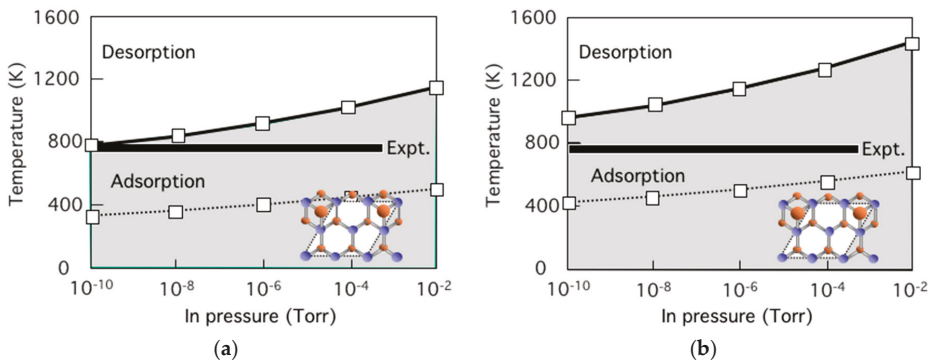 1600
1200
800
400
0
Temperature (K)
Desorption
Adsorption
Expt.
10-10 10-8 10-6 10-4 10-2
In pressure (Torr)
(a)
1600
1200
800
400
0
Temperature (K)
Desorption
Adsorption
Expt.
10-10 10-8 10-6 10-4 10-2
In pressure (Torr)
(b)